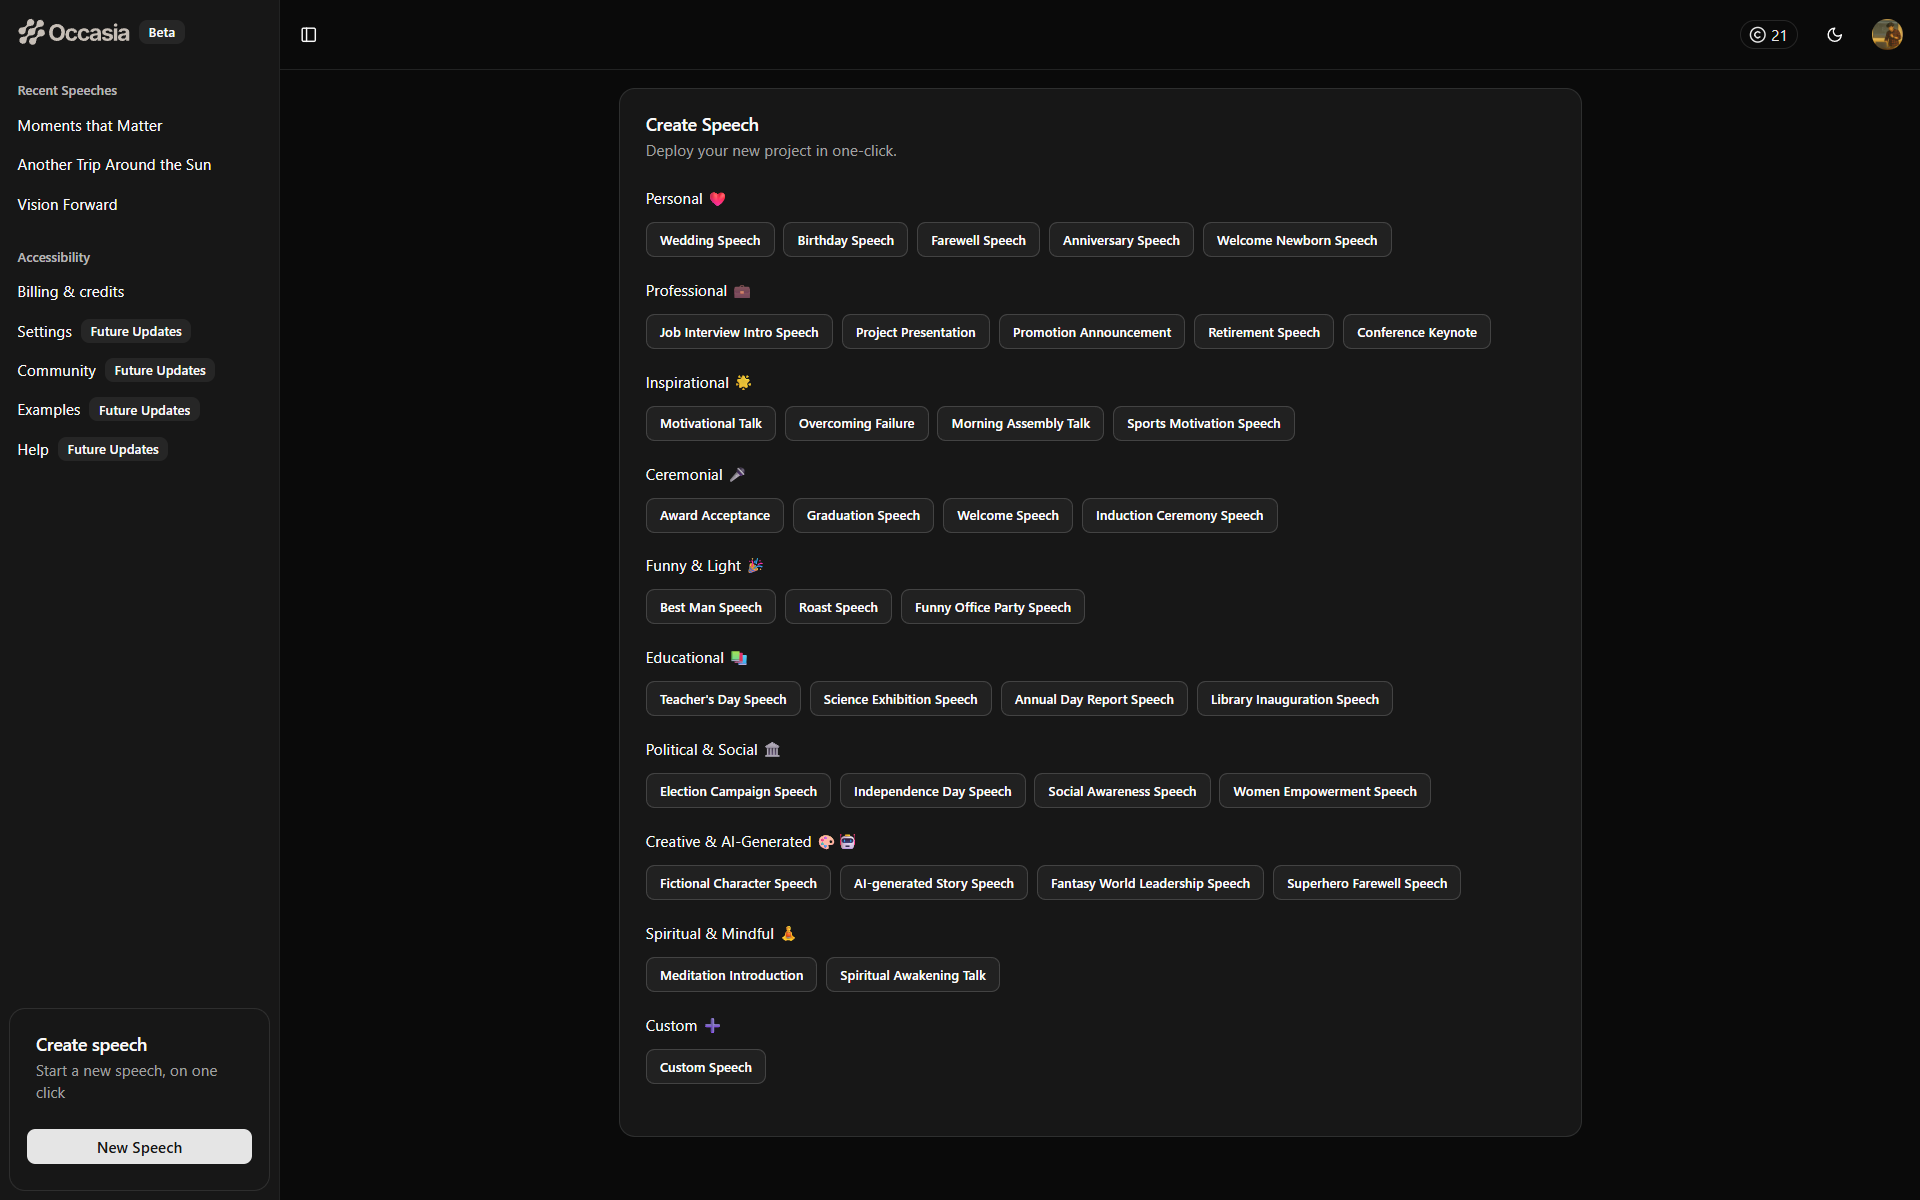 Occasia Beta
Recent Speeches
Moments that Matter
Another Trip Around the Sun
Vision Forward
Accessibility
Billing & credits
Settings Future Updates
Community Future Updates
Examples Future Updates
Help Future Updates
Create speech
Start a new speech, on one
click
New Speech
21
Create Speech
Deploy your new project in one-click.
Personal ❤️
Wedding Speech Birthday Speech Farewell Speech Anniversary Speech Welcome Newborn Speech
Professional 💼
Job Interview Intro Speech Project Presentation Promotion Announcement Retirement Speech Conference Keynote
Inspirational 🌟
Motivational Talk Overcoming Failure Morning Assembly Talk Sports Motivation Speech
Ceremonial 🎤
Award Acceptance Graduation Speech Welcome Speech Induction Ceremony Speech
Funny & Light 🎉
Best Man Speech Roast Speech Funny Office Party Speech
Educational 📚
Teacher's Day Speech Science Exhibition Speech Annual Day Report Speech Library Inauguration Speech
Political & Social 🏛️
Election Campaign Speech Independence Day Speech Social Awareness Speech Women Empowerment Speech
Creative & AI-Generated 🎨🤖
Fictional Character Speech AI-generated Story Speech Fantasy World Leadership Speech Superhero Farewell Speech
Spiritual & Mindful 🧘
Meditation Introduction Spiritual Awakening Talk
Custom ➕
Custom Speech